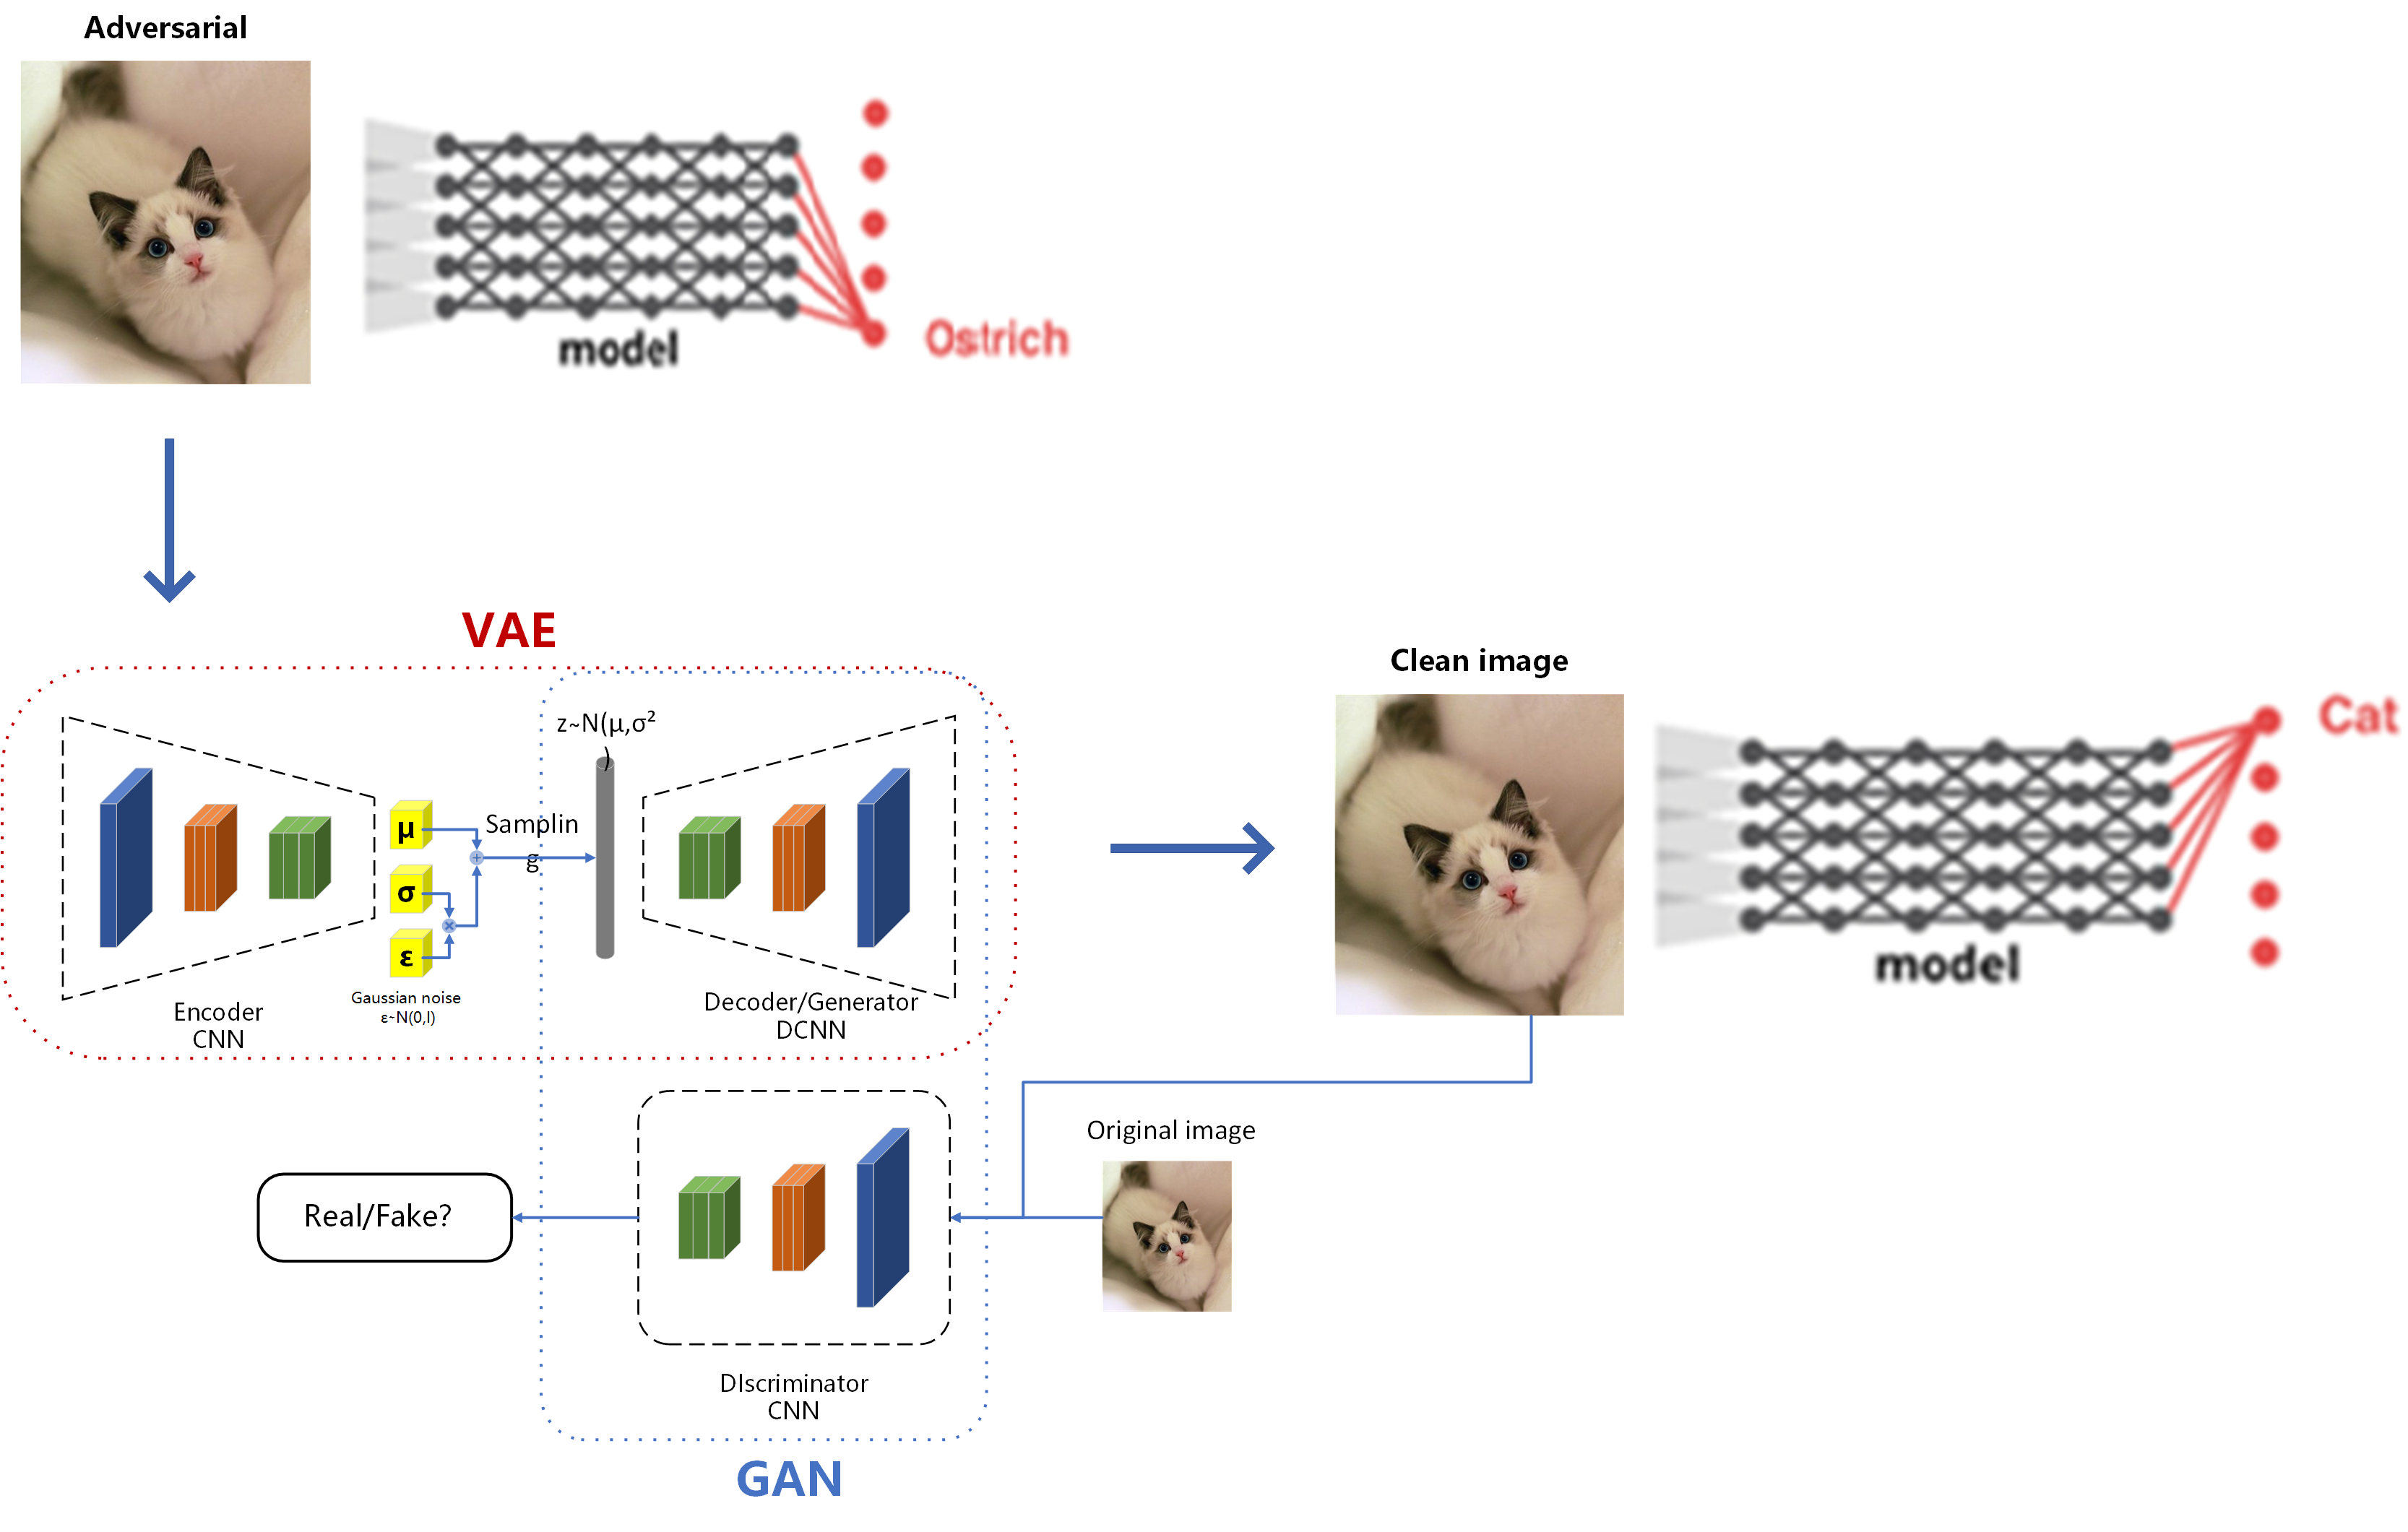 Adversarial
model
Ostrich
VAE
z~N(μ,σ²
)
Samplin
g
μ
σ
ε
Gaussian noise
ε~N(0,I)
Encoder
CNN
Decoder/Generator
DCNN
Clean image
Cat
model
Original image
Real/Fake?
DIscriminator
CNN
GAN